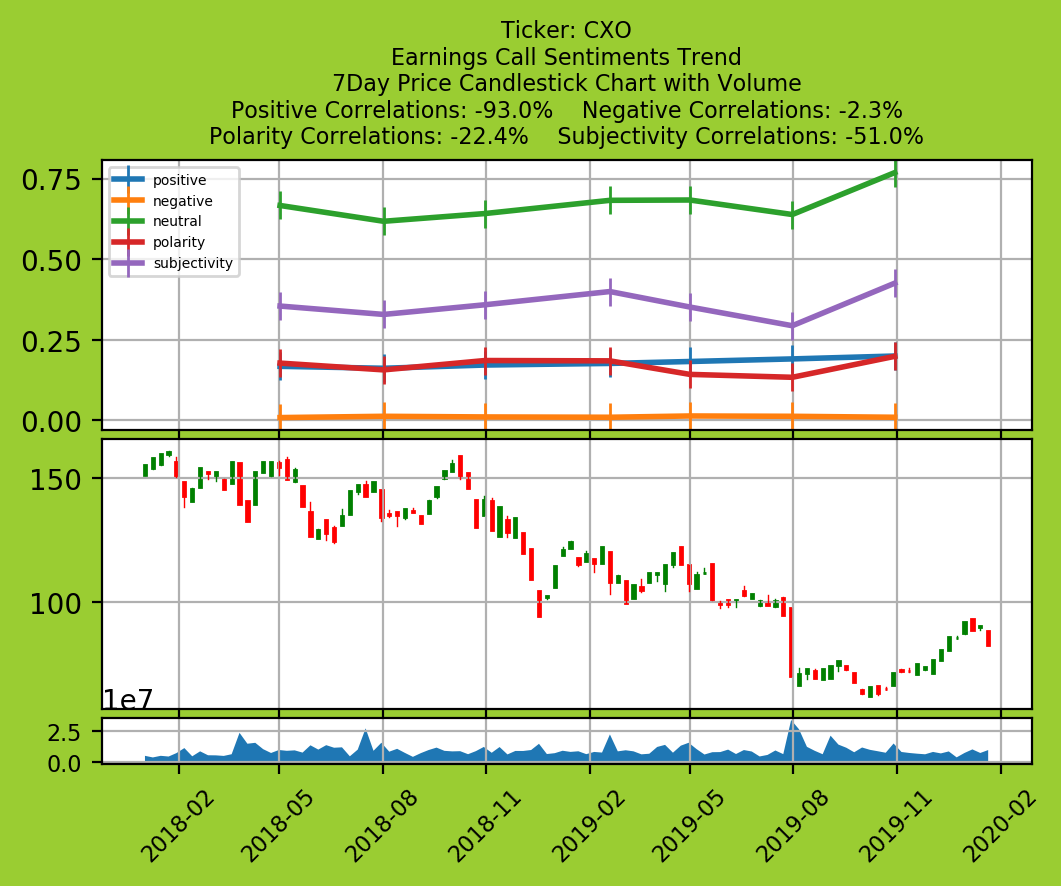 Ticker: CXO
Earnings Call Sentiments Trend
7Day Price Candlestick Chart with Volume
Positive Correlations: -93.0%    Negative Correlations: -2.3%
Polarity Correlations: -22.4%    Subjectivity Correlations: -51.0%
0.75
0.50
0.25
0.00
positive
negative
neutral
polarity
subjectivity
150
100
1e7
2.5
0.0
2018-02
2018-05
2018-08
2018-11
2019-02
2019-05
2019-08
2019-11
2020-02